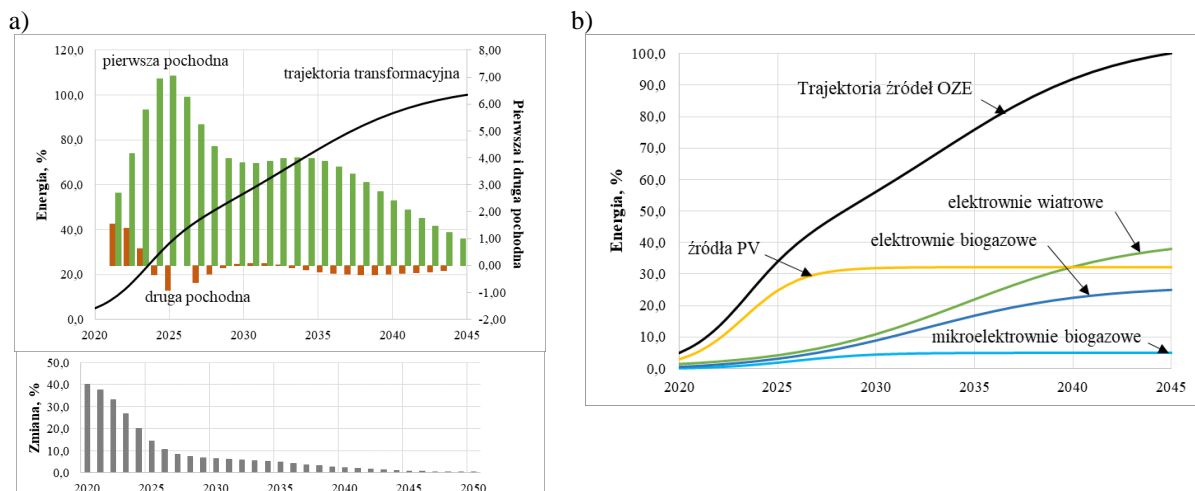 a)
120,0
100,0
80,0
60,0
40,0
20,0
0,0
Energia, %
pierwsza pochodna
trajektoria transformacyjna
druga pochodna
8,00
7,00
6,00
5,00
4,00
3,00
2,00
1,00
0,00
-1,00
-2,00
Pierwsza i druga pochodna
2020 2025 2030 2035 2040 2045
50,0
40,0
30,0
20,0
10,0
0,0
Zmiana, %
2020 2025 2030 2035 2040 2045 2050
b)
100,0
90,0
80,0
70,0
60,0
50,0
40,0
30,0
20,0
10,0
0,0
Energia, %
Trajektoria źródeł OZE
elektrownie wiatrowe
elektrownie biogazowe
źródła PV
mikroelektrownie biogazowe
2020 2025 2030 2035 2040 2045